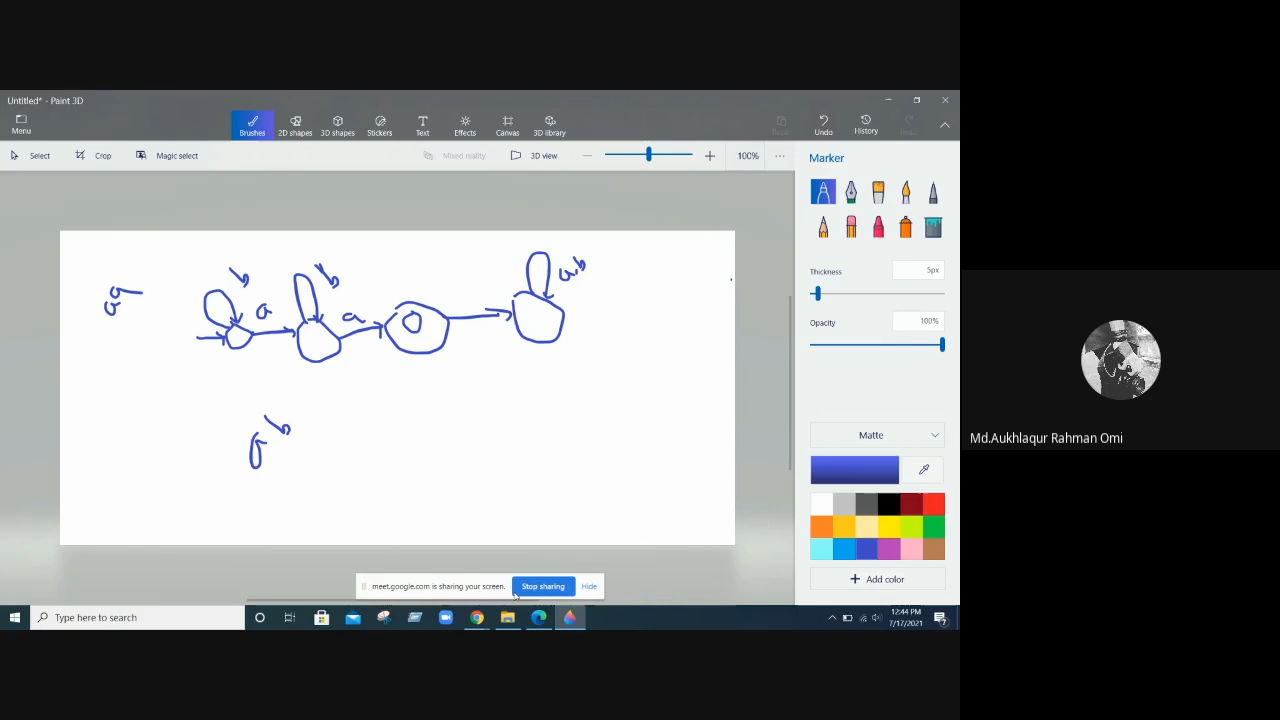 Untitled* - Paint 3D
Menu
Brushes
2D shapes
3D shapes
Stickers
Text
Effects
Canvas
3D library
Undo
History
Select
Crop
Magic select
Mixed reality
3D view
100%
Marker
Thickness
5px
Opacity
100%
Matte
Add color
aa
b
a
b
a
a,b
a b
meet.google.com is sharing your screen.
Stop sharing
Hide
Type here to search
12:44 PM
7/17/2021
Md.Aukhlaqur Rahman Omi